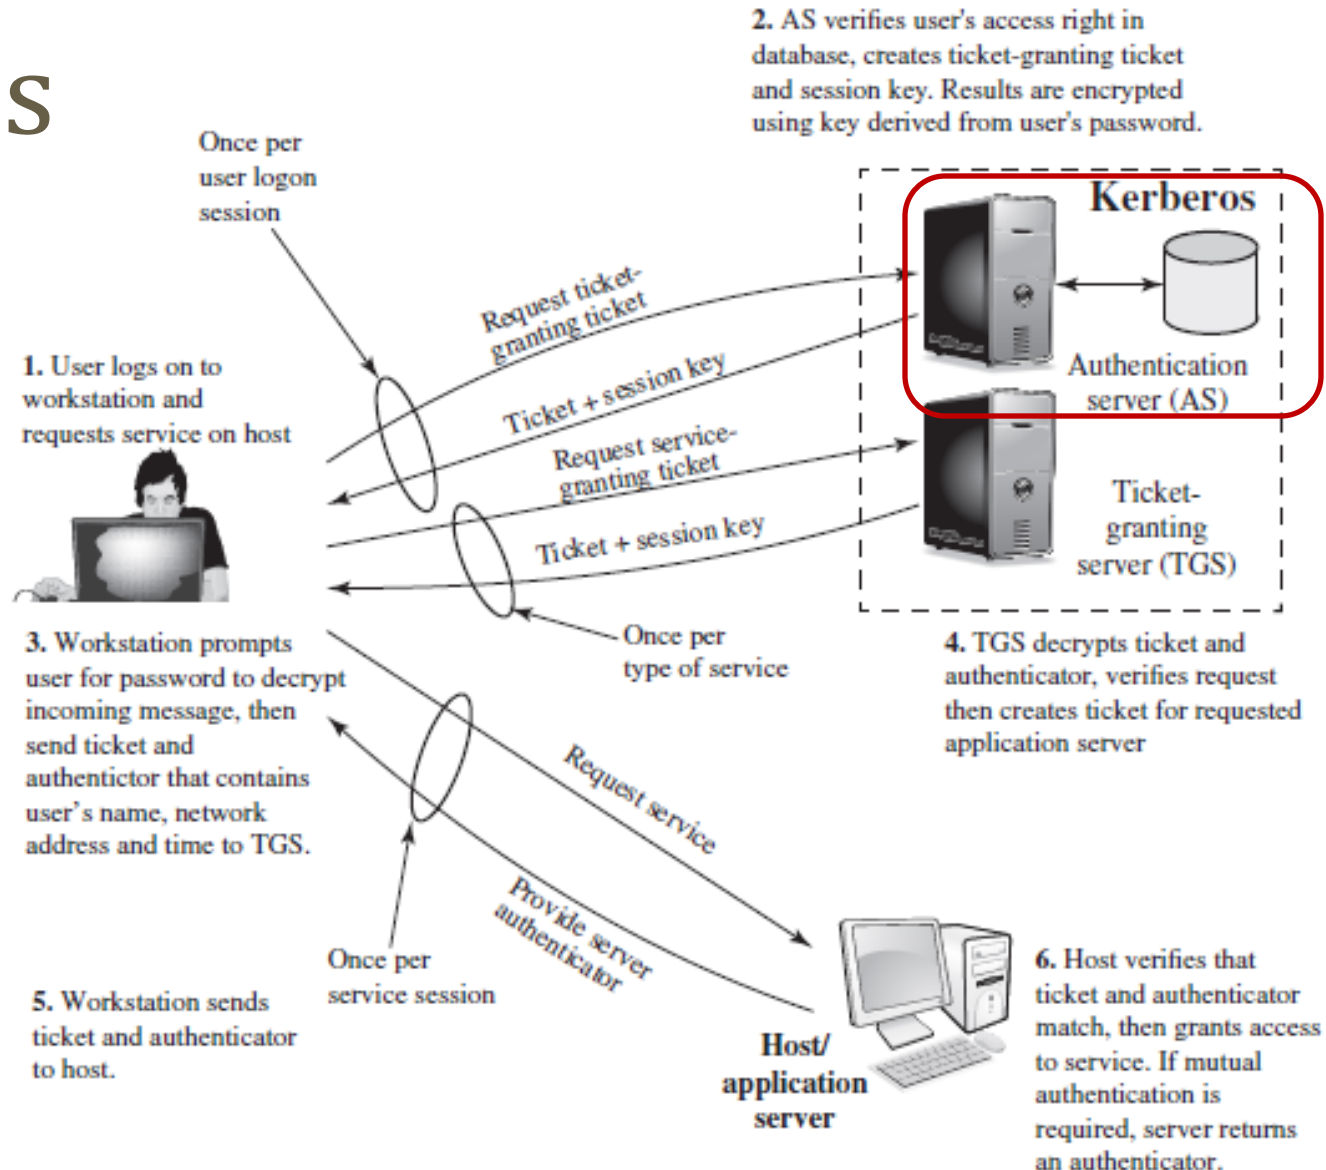 s
2. AS verifies user's access right in
database, creates ticket-granting ticket
and session key. Results are encrypted
using key derived from user's password.
Once per
user logon
session
Kerberos
Request ticket-
granting ticket
1. User logs on to
workstation and
requests service on host
Ticket + session key
Authentication
server (AS)
Request service-
granting ticket
Ticket + session key
Ticket-
granting
server (TGS)
Once per
type of service
3. Workstation prompts
user for password to decrypt
incoming message, then
send ticket and
authentictor that contains
user's name, network
address and time to TGS.
4. TGS decrypts ticket and
authenticator, verifies request
then creates ticket for requested
application server
Request service
Provide server
authenticator
Once per
service session
5. Workstation sends
ticket and authenticator
to host.
Host/
application
server
6. Host verifies that
ticket and authenticator
match, then grants access
to service. If mutual
authentication is
required, server returns
an authenticator.